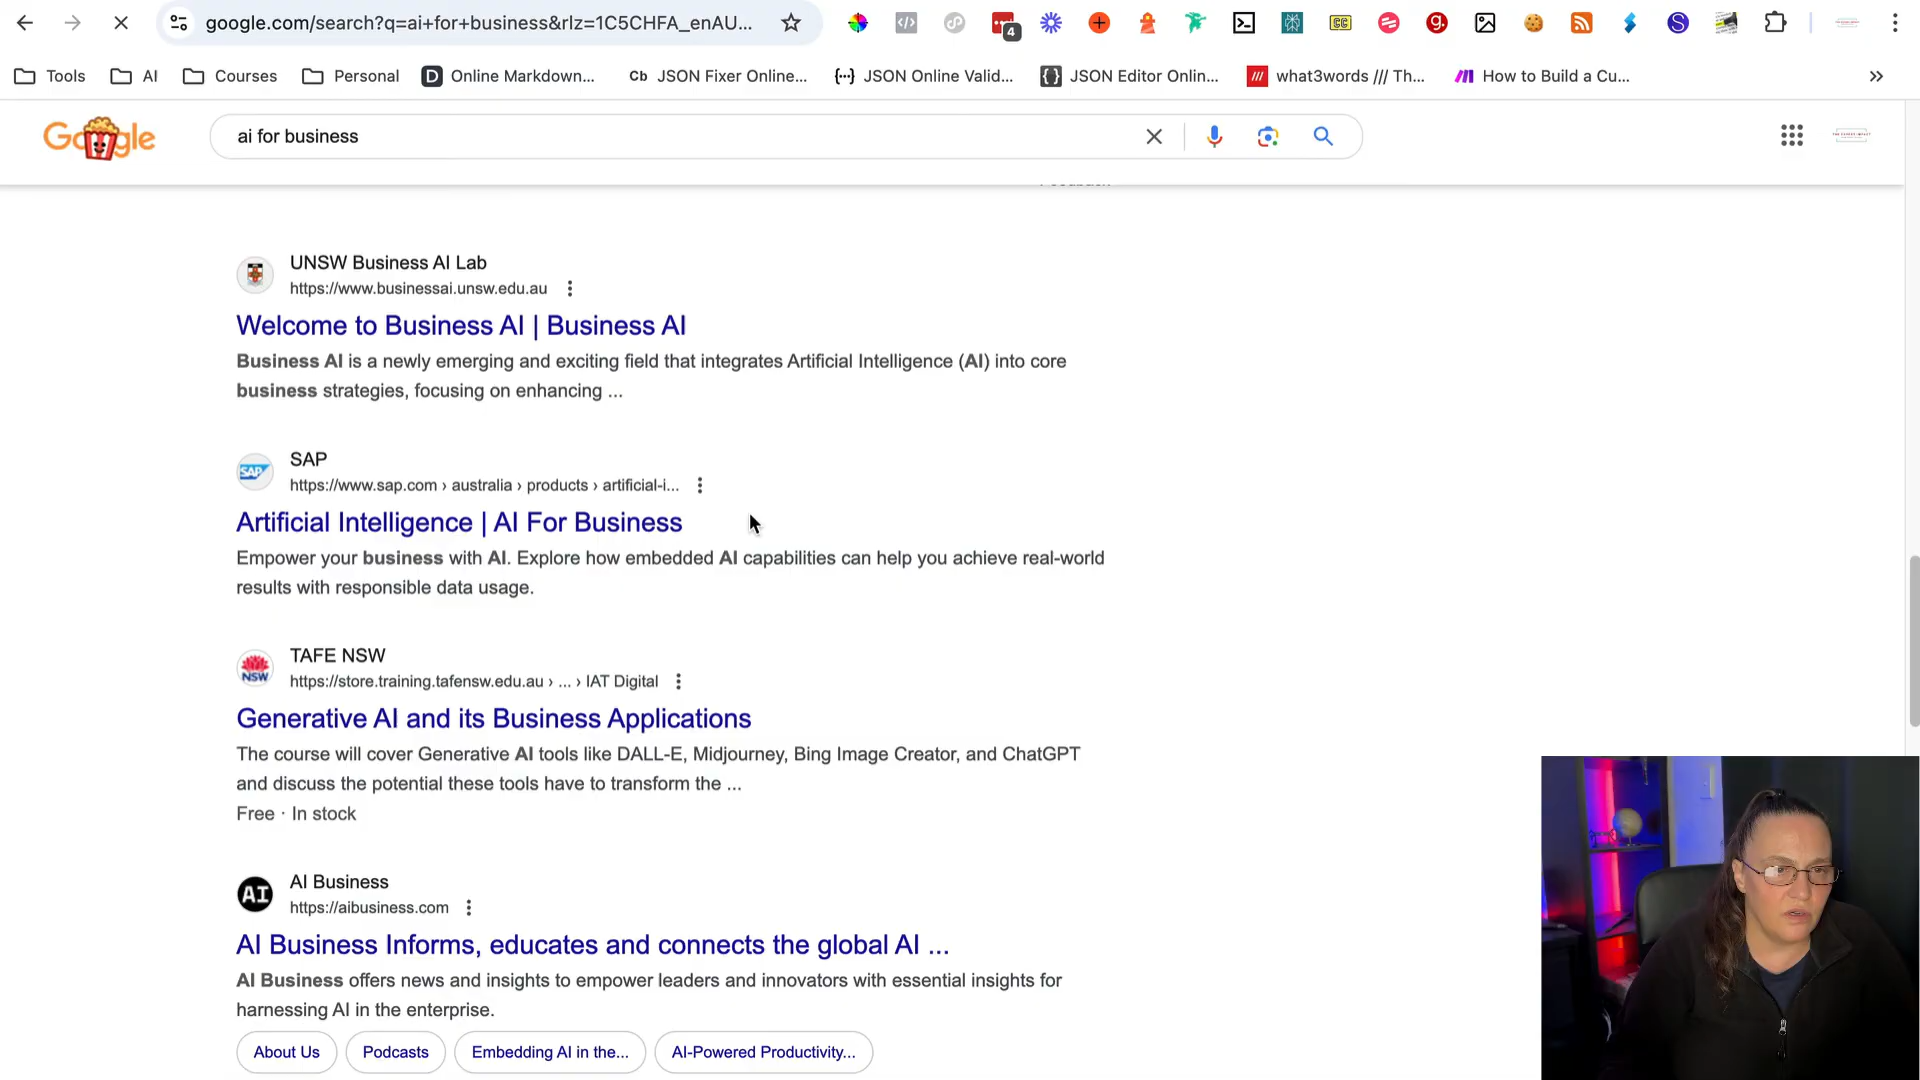 google.com/search?q=ai+for+business&rlz=1C5CHFA_enAU...
4
CC
g.
S
Tools
AI
Courses
Personal
D Online Markdown...
Cb JSON Fixer Online...
{··} JSON Online Valid...
{} JSON Editor Onlin...
/// what3words /// Th...
How to Build a Cu...
»
Google
ai for business
Feedback
UNSW Business AI Lab
https://www.businessai.unsw.edu.au
Welcome to Business AI | Business AI
Business AI is a newly emerging and exciting field that integrates Artificial Intelligence (AI) into core
business strategies, focusing on enhancing ...
SAP
SAP
https://www.sap.com › australia › products › artificial-i...
Artificial Intelligence | AI For Business
Empower your business with AI. Explore how embedded AI capabilities can help you achieve real-world
results with responsible data usage.
TAFE NSW
NSW
https://store.training.tafensw.edu.au › ... › IAT Digital
Generative AI and its Business Applications
The course will cover Generative AI tools like DALL-E, Midjourney, Bing Image Creator, and ChatGPT
and discuss the potential these tools have to transform the ...
Free · In stock
AI Business
AI
https://aibusiness.com
AI Business Informs, educates and connects the global AI ...
AI Business offers news and insights to empower leaders and innovators with essential insights for
harnessing AI in the enterprise.
About Us
Podcasts
Embedding AI in the...
AI-Powered Productivity...